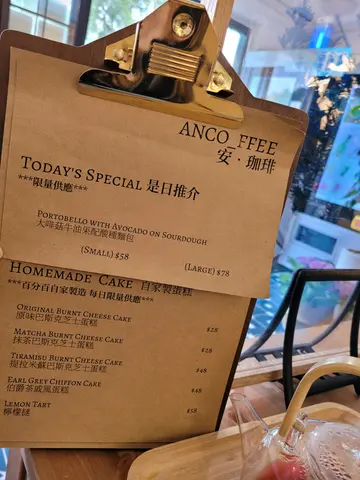 ANCO_FFEE
安·珈琲
TODAY'S SPECIAL 是日推介
***限量供應***
PORTOBELLO WITH AVOCADO ON SOURDOUGH
大啡菇牛油果配酸種麵包
(SMALL) $58
(LARGE) $78
HOMEMADE CAKE 自家製蛋糕
***百分百自家製造 每日限量供應***
ORIGINAL BURNT CHEESE CAKE
原味巴斯克芝士蛋糕
$28
MATCHA BURNT CHEESE CAKE
抹茶巴斯克芝士蛋糕
$28
TIRAMISU BURNT CHEESE CAKE
提拉米蘇巴斯克芝士蛋糕
$48
EARL GREY CHIFFON CAKE
伯爵茶戚風蛋糕
$48
LEMON TART
檸檬撻
$58